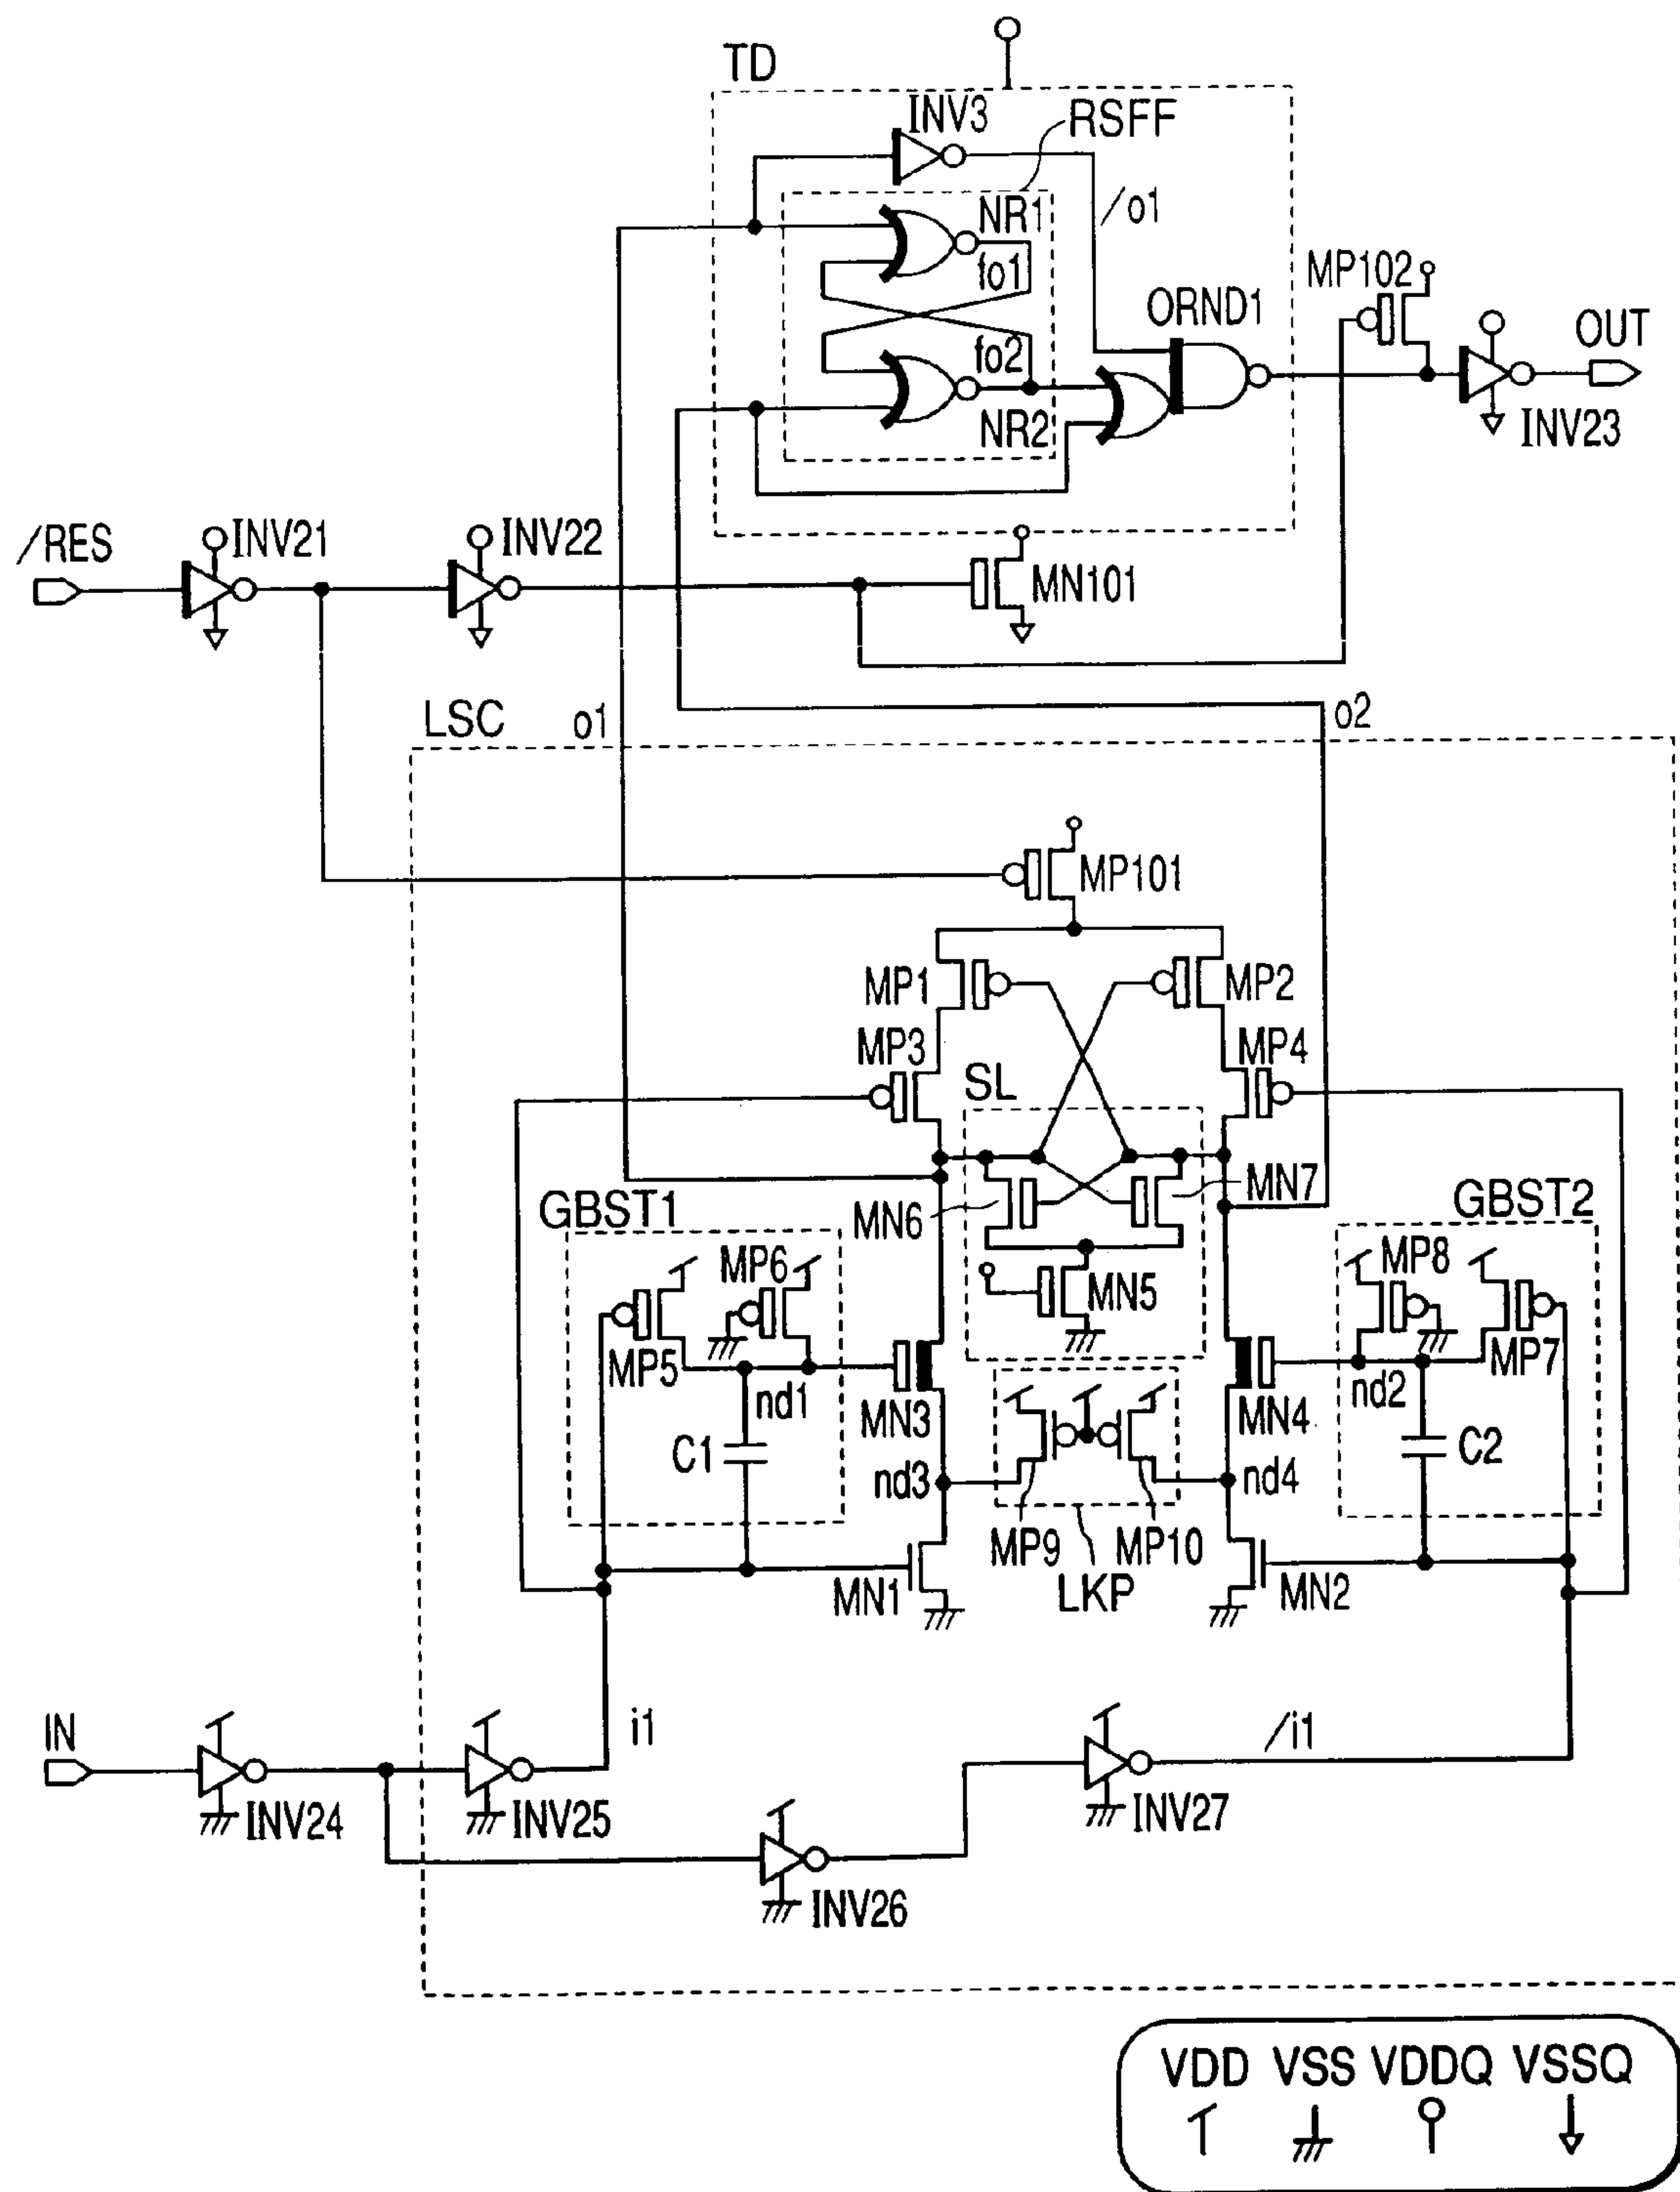 TD
INV3
RSFF
NR1
/o1
fo1
MP102
ORND1
OUT
fo2
NR2
INV23
/RES
INV21
INV22
MN101
LSC
o1
o2
MP101
MP1
MP2
MP3
MP4
SL
MN7
GBST1
MN6
GBST2
MP6
MP8
MN5
MP5
MP7
nd1
nd2
MN3
MN4
C1
C2
nd3
nd4
MP9
MP10
MN1
LKP
MN2
IN
i1
/i1
INV24
INV25
INV27
INV26
VDD VSS VDDQ VSSQ